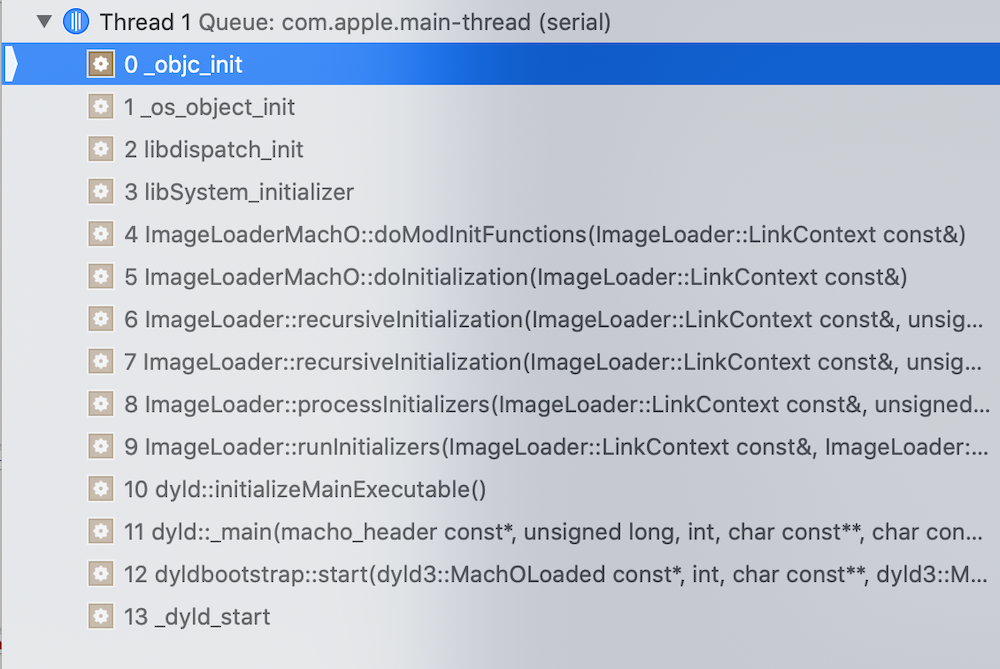 Thread 1 Queue: com.apple.main-thread (serial)
0 _objc_init
1 _os_object_init
2 libdispatch_init
3 libSystem_initializer
4 ImageLoaderMachO::doModInitFunctions(ImageLoader::LinkContext const&)
5 ImageLoaderMachO::doInitialization(ImageLoader::LinkContext const&)
6 ImageLoader::recursiveInitialization(ImageLoader::LinkContext const&, unsig...
7 ImageLoader::recursiveInitialization(ImageLoader::LinkContext const&, unsig...
8 ImageLoader::processInitializers(ImageLoader::LinkContext const&, unsigned...
9 ImageLoader::runInitializers(ImageLoader::LinkContext const&, ImageLoader:...
10 dyld::initializeMainExecutable()
11 dyld::_main(macho_header const*, unsigned long, int, char const**, char con...
12 dyldbootstrap::start(dyld3::MachOLoaded const*, int, char const**, dyld3::M...
13 _dyld_start